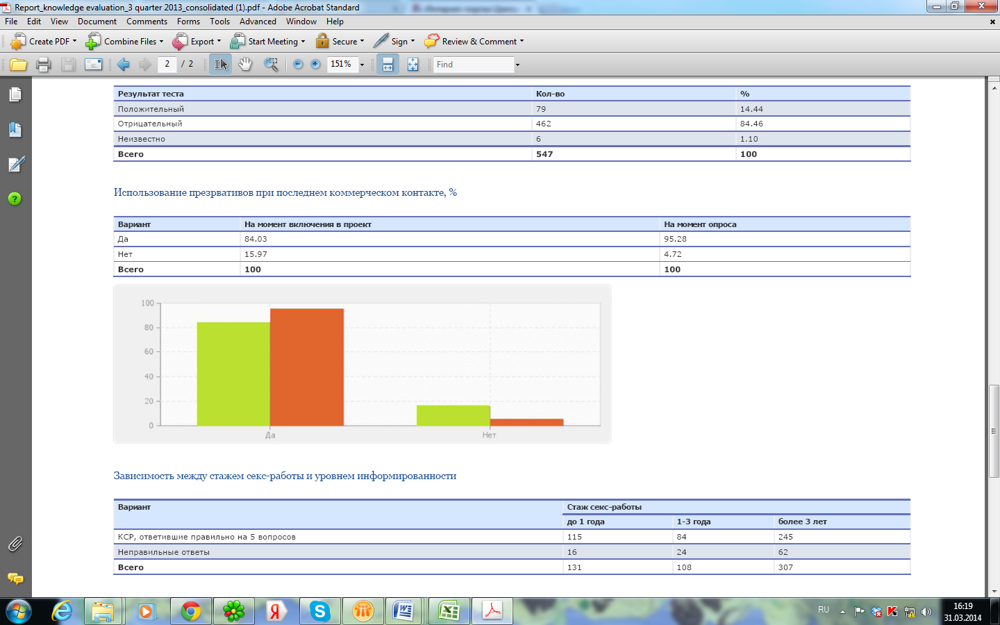 Report_knowledge evaluation_3 quarter 2013_consolidated (1).pdf - Adobe Acrobat Standard
File Edit View Document Comments Forms Tools Advanced Window Help
Create PDF Combine Files Export Start Meeting Secure Sign Review & Comment
2 / 2 151% Find
Результат теста Кол-во %
Положительный 79 14.44
Отрицательный 462 84.46
Неизвестно 6 1.10
Всего 547 100
Использование презрвативов при последнем коммерческом контакте, %
Вариант На момент включения в проект На момент опроса
Да 84.03 95.28
Нет 15.97 4.72
Всего 100 100
100
80
60
40
20
0
Да Нет
Зависимость между стажем секс-работы и уровнем информированности
Вариант Стаж секс-работы
до 1 года 1-3 года более 3 лет
КСР, ответившие правильно на 5 вопросов 115 84 245
Неправильные ответы 16 24 62
Всего 131 108 307
RU 16:19
31.03.2014